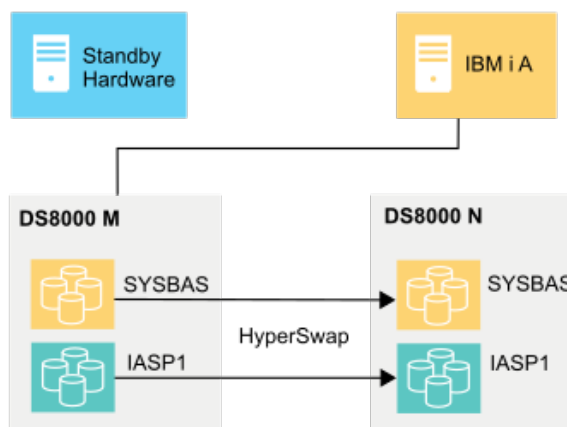 Standby
Hardware
IBM i A
DS8000 M
DS8000 N
SYSBAS
SYSBAS
HyperSwap
IASP1
IASP1